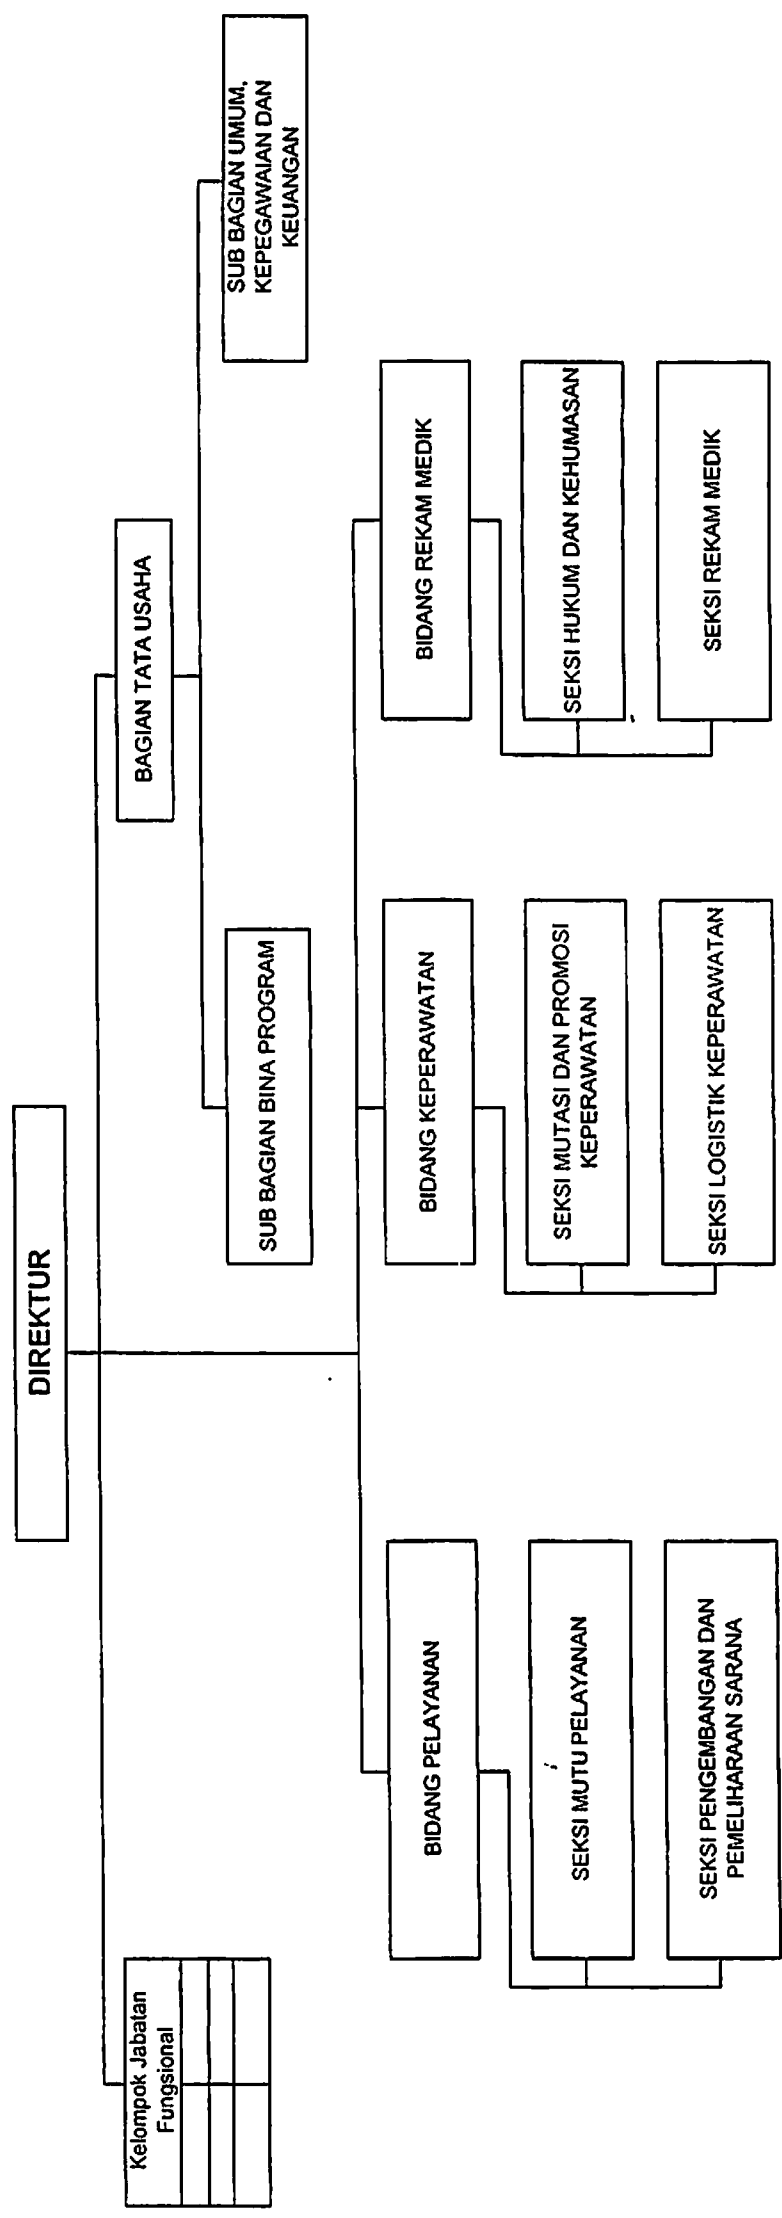 DIREKTUR
Kelompok Jabatan
Fungsional
BAGIAN TATA USAHA
SUB BAGIAN BINA PROGRAM
SUB BAGIAN UMUM,
KEPEGAWAIAN DAN
KEUANGAN
BIDANG PELAYANAN
BIDANG KEPERAWATAN
BIDANG REKAM MEDIK
SEKSI MUTU PELAYANAN
SEKSI MUTASI DAN PROMOSI
KEPERAWATAN
SEKSI HUKUM DAN KEHUMASAN
SEKSI PENGEMBANGAN DAN
PEMELIHARAAN SARANA
SEKSI LOGISTIK KEPERAWATAN
SEKSI REKAM MEDIK